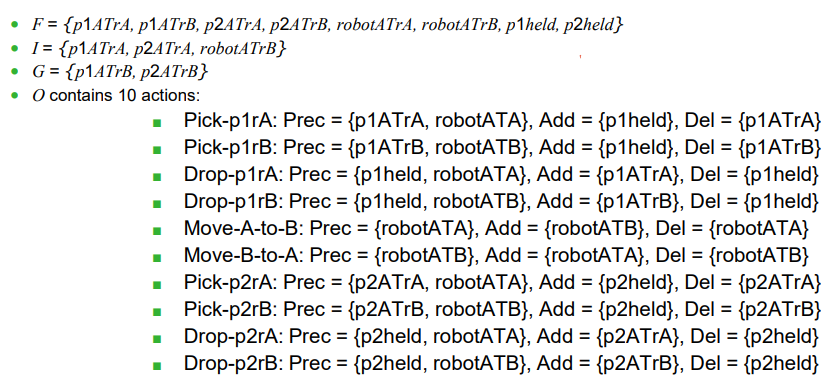 • F = {p1ATrA, p1ATrB, p2ATrA, p2ATrB, robotATrA, robotATrB, p1held, p2held}
• I = {p1ATrA, p2ATrA, robotATrB}
• G = {p1ATrB, p2ATrB}
• O contains 10 actions:
▪ Pick-p1rA: Prec = {p1ATrA, robotATA}, Add = {p1held}, Del = {p1ATrA}
▪ Pick-p1rB: Prec = {p1ATrB, robotATB}, Add = {p1held}, Del = {p1ATrB}
▪ Drop-p1rA: Prec = {p1held, robotATA}, Add = {p1ATrA}, Del = {p1held}
▪ Drop-p1rB: Prec = {p1held, robotATB}, Add = {p1ATrB}, Del = {p1held}
▪ Move-A-to-B: Prec = {robotATA}, Add = {robotATB}, Del = {robotATA}
▪ Move-B-to-A: Prec = {robotATB}, Add = {robotATA}, Del = {robotATB}
▪ Pick-p2rA: Prec = {p2ATrA, robotATA}, Add = {p2held}, Del = {p2ATrA}
▪ Pick-p2rB: Prec = {p2ATrB, robotATB}, Add = {p2held}, Del = {p2ATrB}
▪ Drop-p2rA: Prec = {p2held, robotATA}, Add = {p2ATrA}, Del = {p2held}
▪ Drop-p2rB: Prec = {p2held, robotATB}, Add = {p2ATrB}, Del = {p2held}